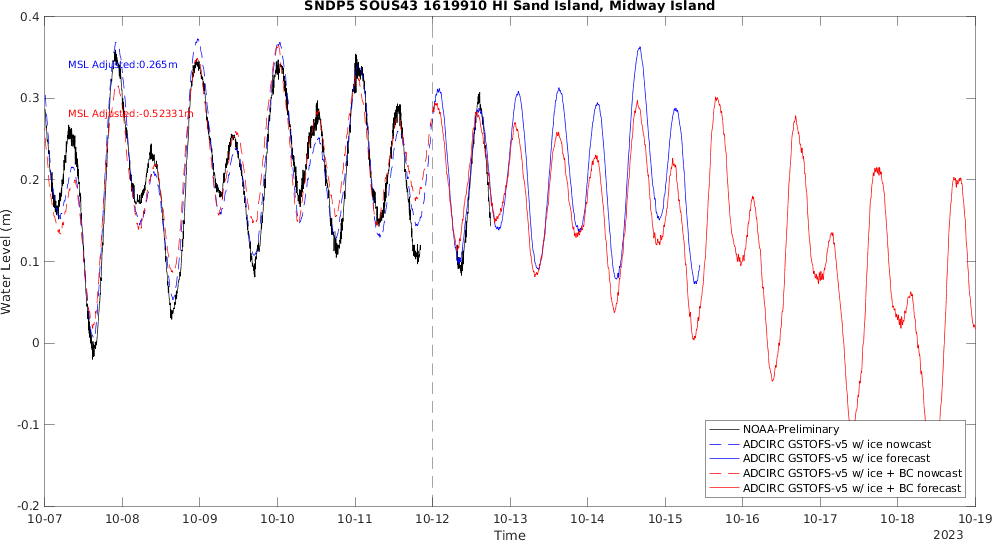 SNDP5 SOUS43 1619910 HI Sand Island, Midway Island
0.4
0.3
0.2
0.1
0
-0.1
-0.2
Water Level (m)
MSL Adjusted:0.265m
MSL Adjusted:-0.52331m
NOAA-Preliminary
ADCIRC GSTOFS-v5 w/ ice nowcast
ADCIRC GSTOFS-v5 w/ ice forecast
ADCIRC GSTOFS-v5 w/ ice + BC nowcast
ADCIRC GSTOFS-v5 w/ ice + BC forecast
10-07 10-08 10-09 10-10 10-11 10-12 10-13 10-14 10-15 10-16 10-17 10-18 10-19
Time
2023